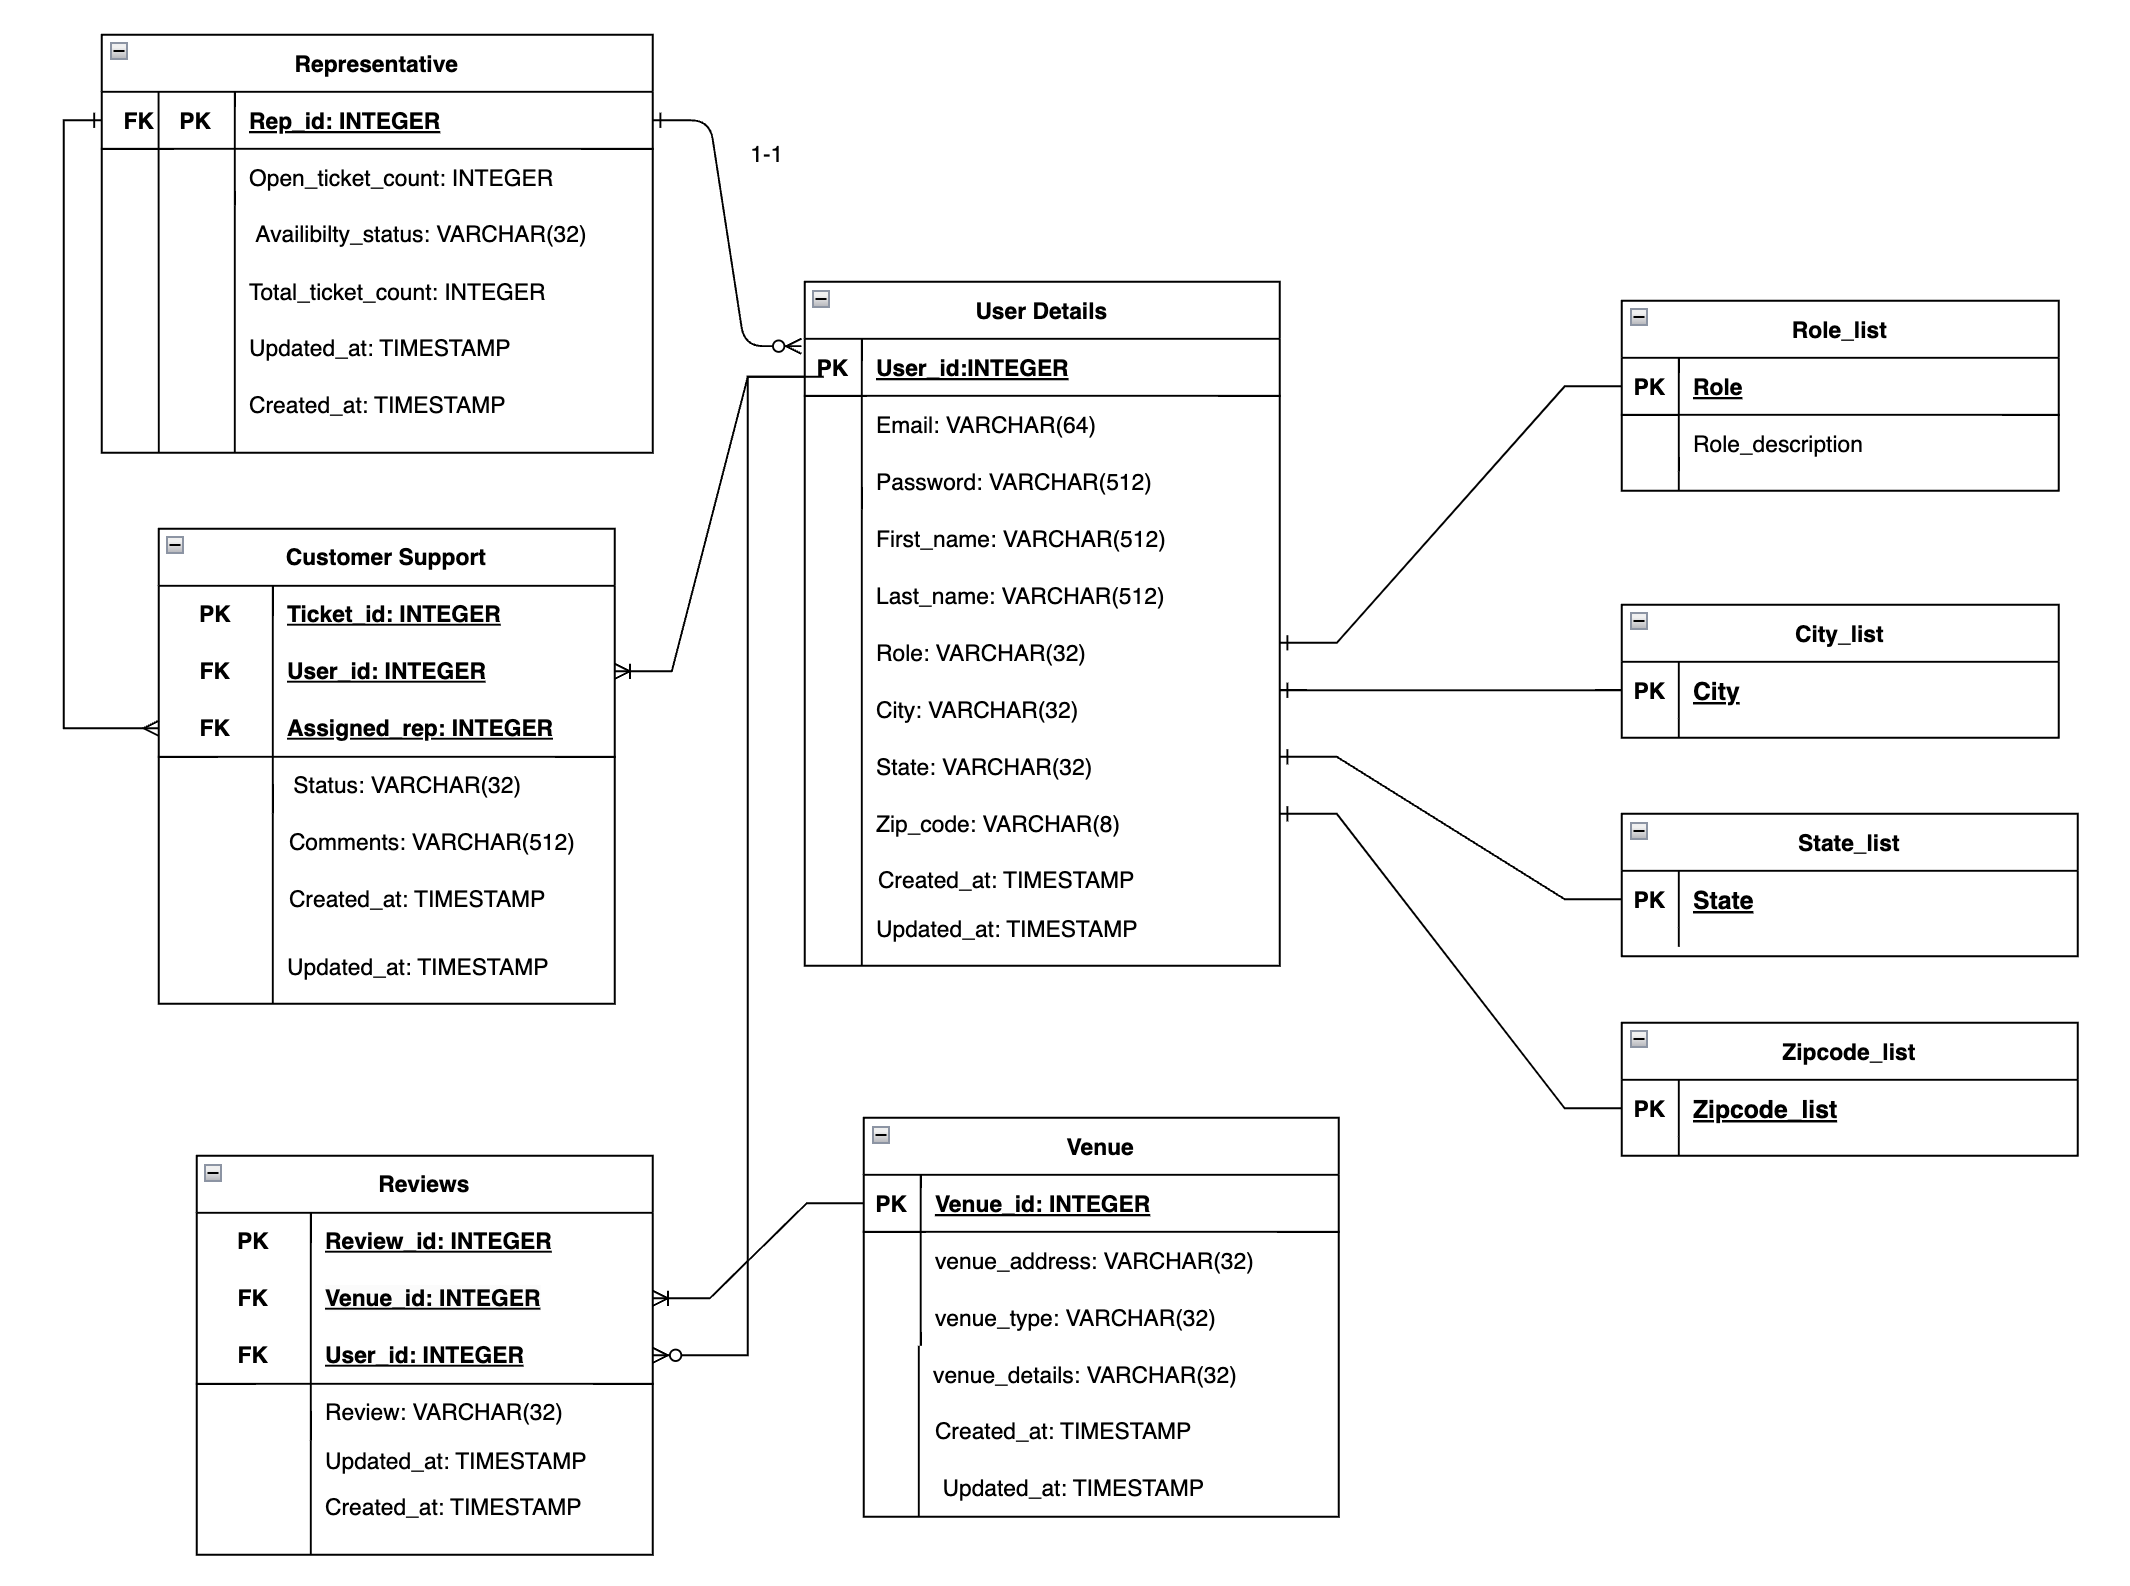 Representative
FK PK Rep_id: INTEGER
Open_ticket_count: INTEGER
Availibilty_status: VARCHAR(32)
Total_ticket_count: INTEGER
Updated_at: TIMESTAMP
Created_at: TIMESTAMP
1-1
Customer Support
PK Ticket_id: INTEGER
FK User_id: INTEGER
FK Assigned_rep: INTEGER
Status: VARCHAR(32)
Comments: VARCHAR(512)
Created_at: TIMESTAMP
Updated_at: TIMESTAMP
User Details
PK User_id:INTEGER
Email: VARCHAR(64)
Password: VARCHAR(512)
First_name: VARCHAR(512)
Last_name: VARCHAR(512)
Role: VARCHAR(32)
City: VARCHAR(32)
State: VARCHAR(32)
Zip_code: VARCHAR(8)
Created_at: TIMESTAMP
Updated_at: TIMESTAMP
Role_list
PK Role
Role_description
City_list
PK City
State_list
PK State
Zipcode_list
PK Zipcode_list
Reviews
PK Review_id: INTEGER
FK Venue_id: INTEGER
FK User_id: INTEGER
Review: VARCHAR(32)
Updated_at: TIMESTAMP
Created_at: TIMESTAMP
Venue
PK Venue_id: INTEGER
venue_address: VARCHAR(32)
venue_type: VARCHAR(32)
venue_details: VARCHAR(32)
Created_at: TIMESTAMP
Updated_at: TIMESTAMP